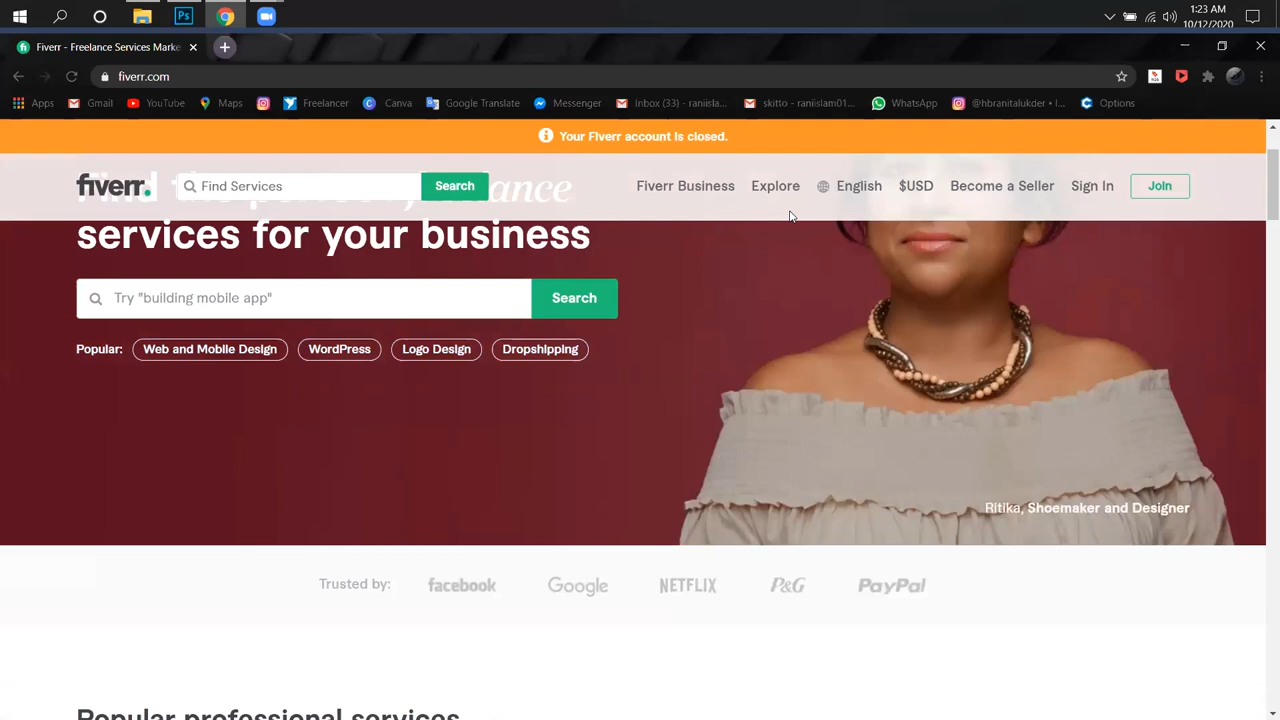 1:23 AM
10/12/2020
Ps
Fiverr - Freelance Services Marke
fiverr.com
Apps Gmail YouTube Maps Freelancer Canva Google Translate Messenger Inbox (33) - raniisla... skitto - raniislam01... WhatsApp @hbranitalukder • I... Options
Your Fiverr account is closed.
fiverr. Find Services Search Fiverr Business Explore English $USD Become a Seller Sign In Join
services for your business
Try "building mobile app" Search
Popular: Web and Mobile Design WordPress Logo Design Dropshipping
Ritika, Shoemaker and Designer
Trusted by: facebook Google NETFLIX P&G PayPal
Popular professional services